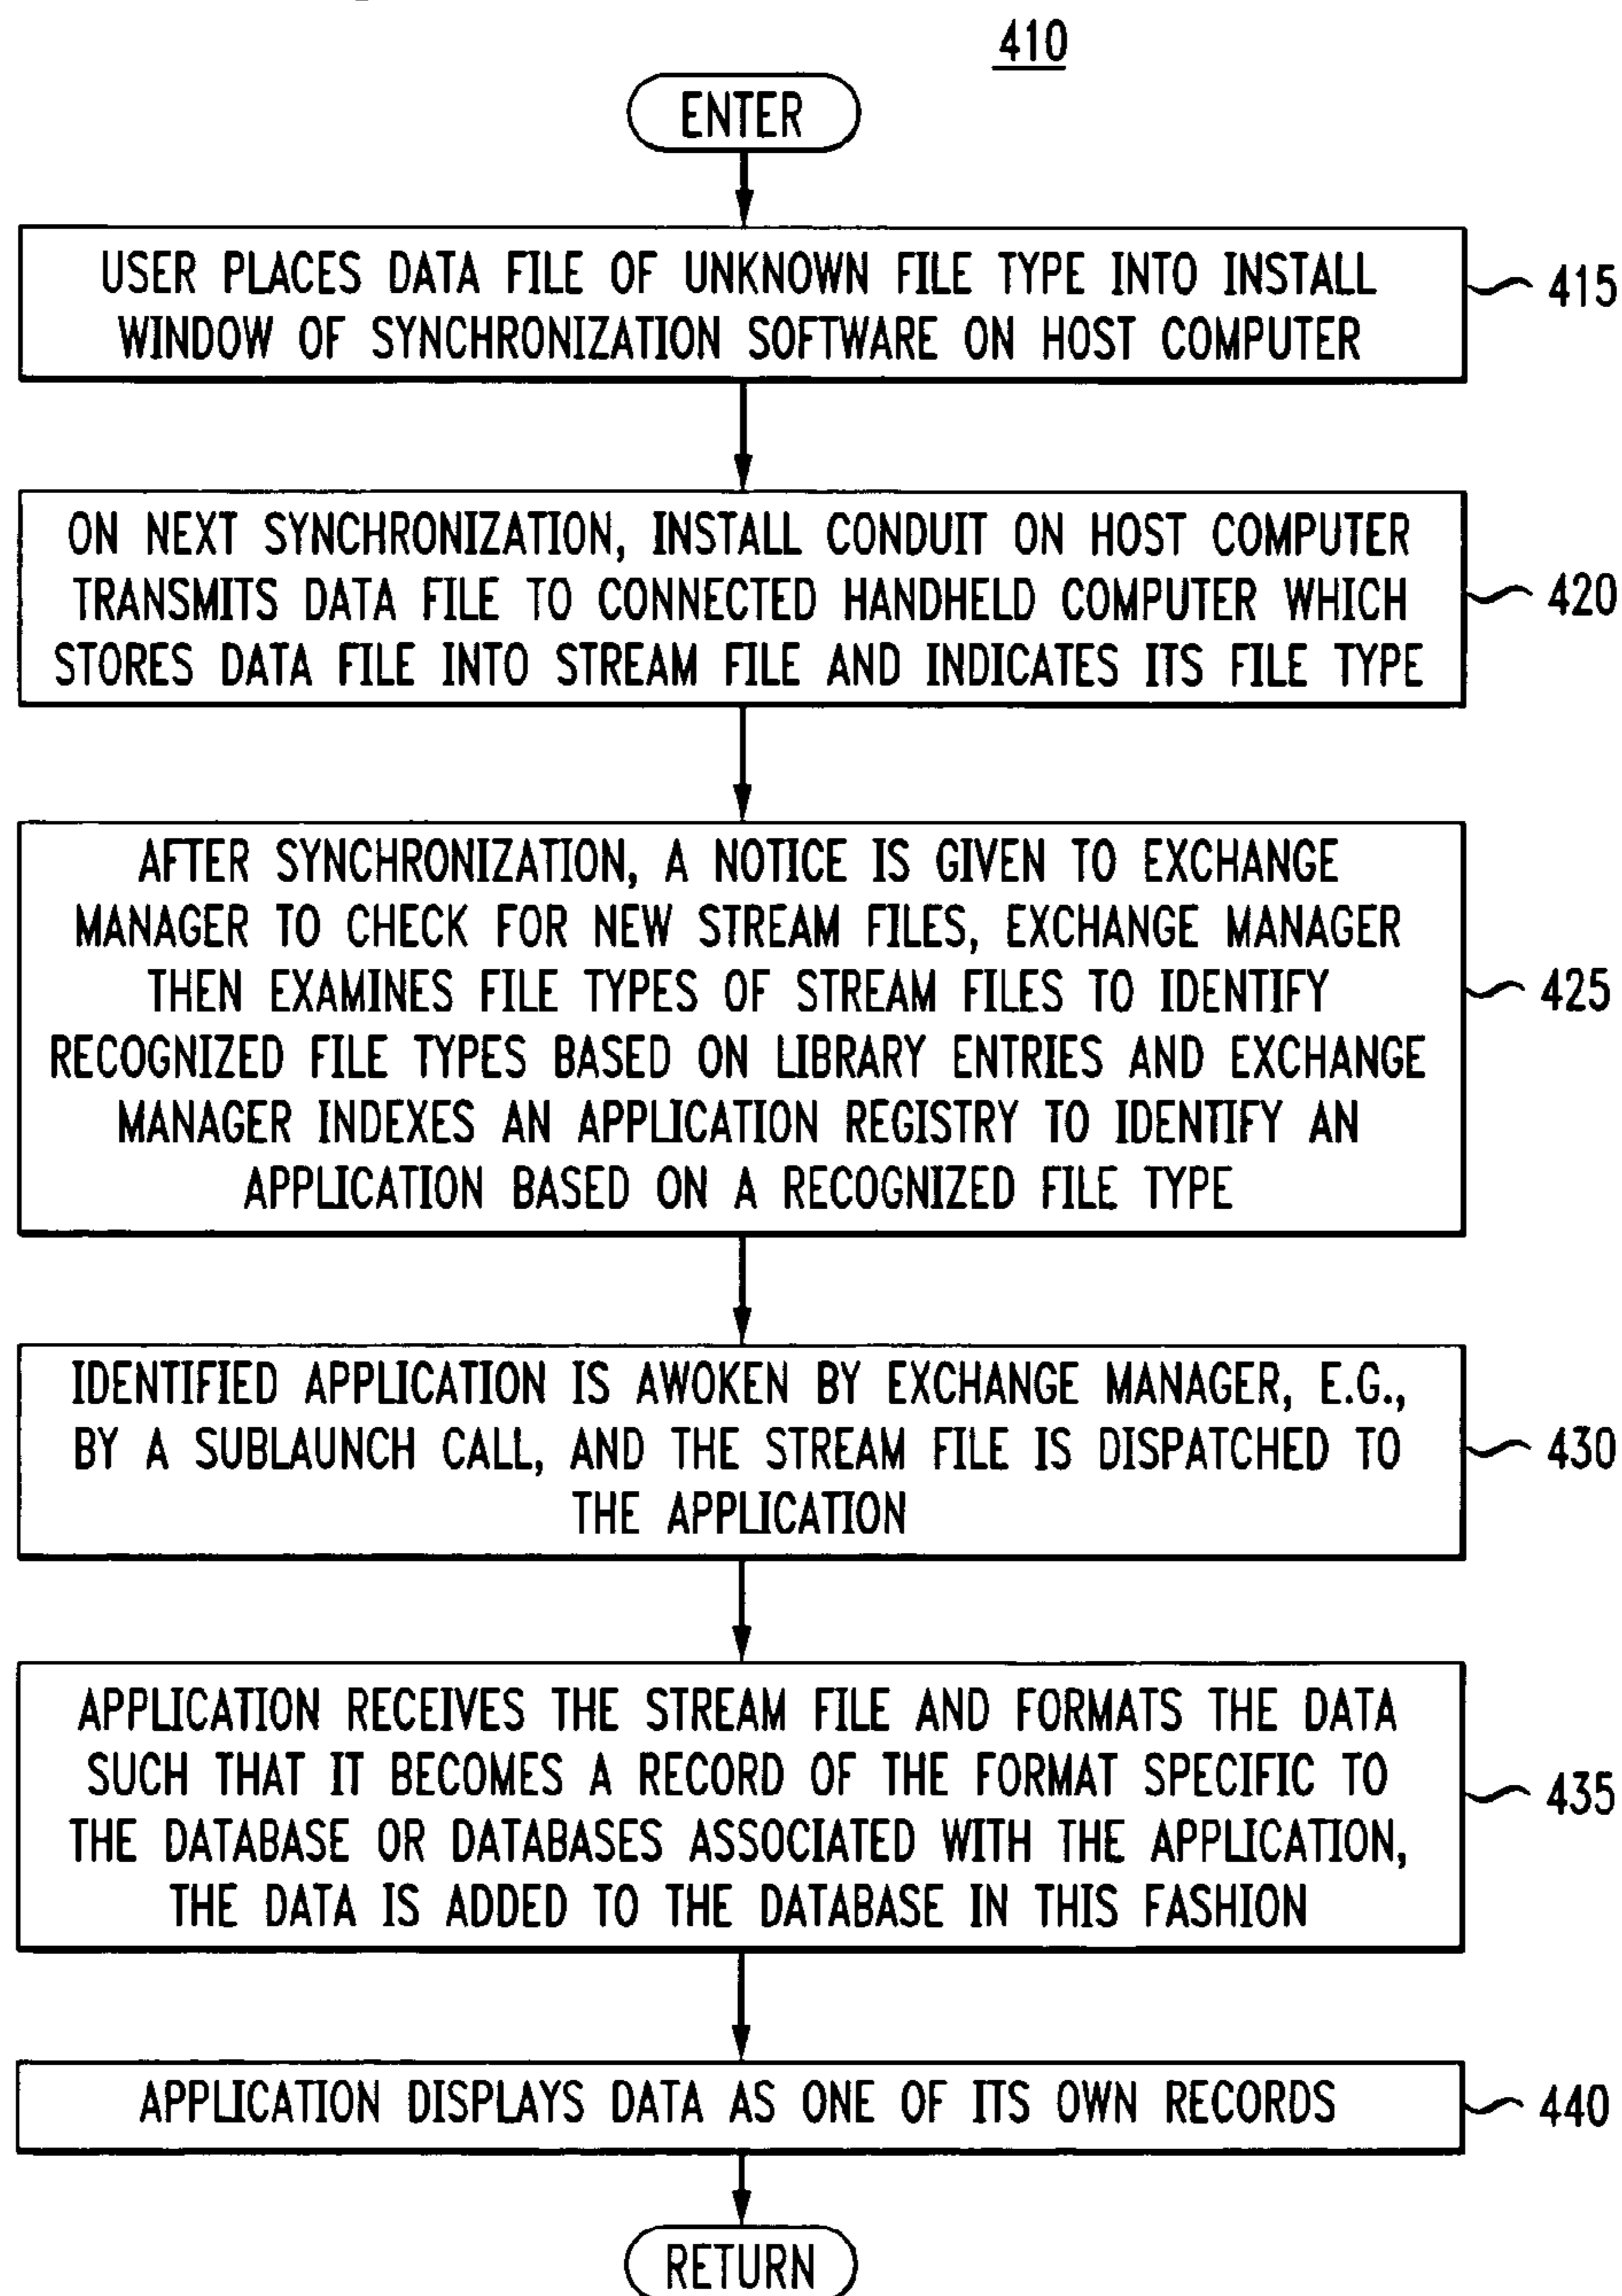 410
ENTER
USER PLACES DATA FILE OF UNKNOWN FILE TYPE INTO INSTALL
WINDOW OF SYNCHRONIZATION SOFTWARE ON HOST COMPUTER
415
ON NEXT SYNCHRONIZATION, INSTALL CONDUIT ON HOST COMPUTER
TRANSMITS DATA FILE TO CONNECTED HANDHELD COMPUTER WHICH
STORES DATA FILE INTO STREAM FILE AND INDICATES ITS FILE TYPE
420
AFTER SYNCHRONIZATION, A NOTICE IS GIVEN TO EXCHANGE
MANAGER TO CHECK FOR NEW STREAM FILES, EXCHANGE MANAGER
THEN EXAMINES FILE TYPES OF STREAM FILES TO IDENTIFY
RECOGNIZED FILE TYPES BASED ON LIBRARY ENTRIES AND EXCHANGE
MANAGER INDEXES AN APPLICATION REGISTRY TO IDENTIFY AN
APPLICATION BASED ON A RECOGNIZED FILE TYPE
425
IDENTIFIED APPLICATION IS AWOKEN BY EXCHANGE MANAGER, E.G.,
BY A SUBLAUNCH CALL, AND THE STREAM FILE IS DISPATCHED TO
THE APPLICATION
430
APPLICATION RECEIVES THE STREAM FILE AND FORMATS THE DATA
SUCH THAT IT BECOMES A RECORD OF THE FORMAT SPECIFIC TO
THE DATABASE OR DATABASES ASSOCIATED WITH THE APPLICATION,
THE DATA IS ADDED TO THE DATABASE IN THIS FASHION
435
APPLICATION DISPLAYS DATA AS ONE OF ITS OWN RECORDS
440
RETURN